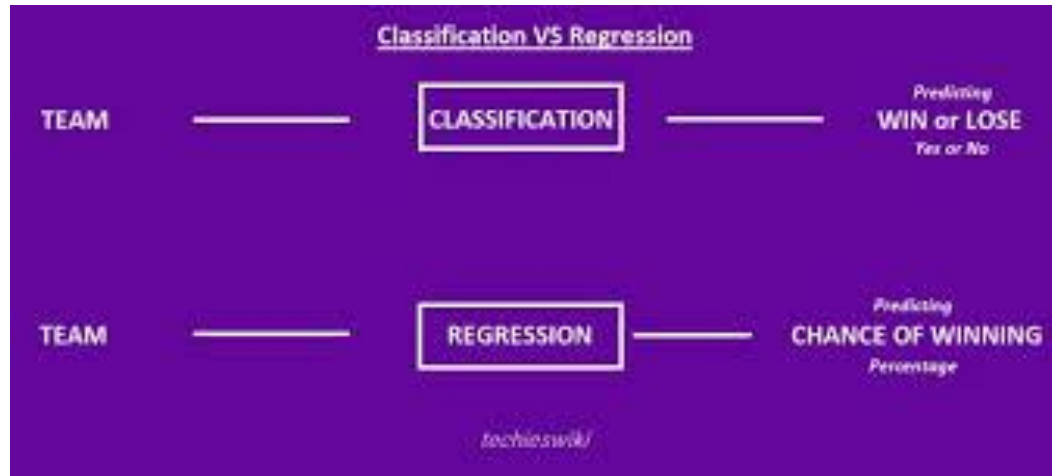 Classification VS Regression
Predicting
TEAM CLASSIFICATION WIN or LOSE
Yes or No
Predicting
TEAM REGRESSION CHANCE OF WINNING
Percentage
techieswiki